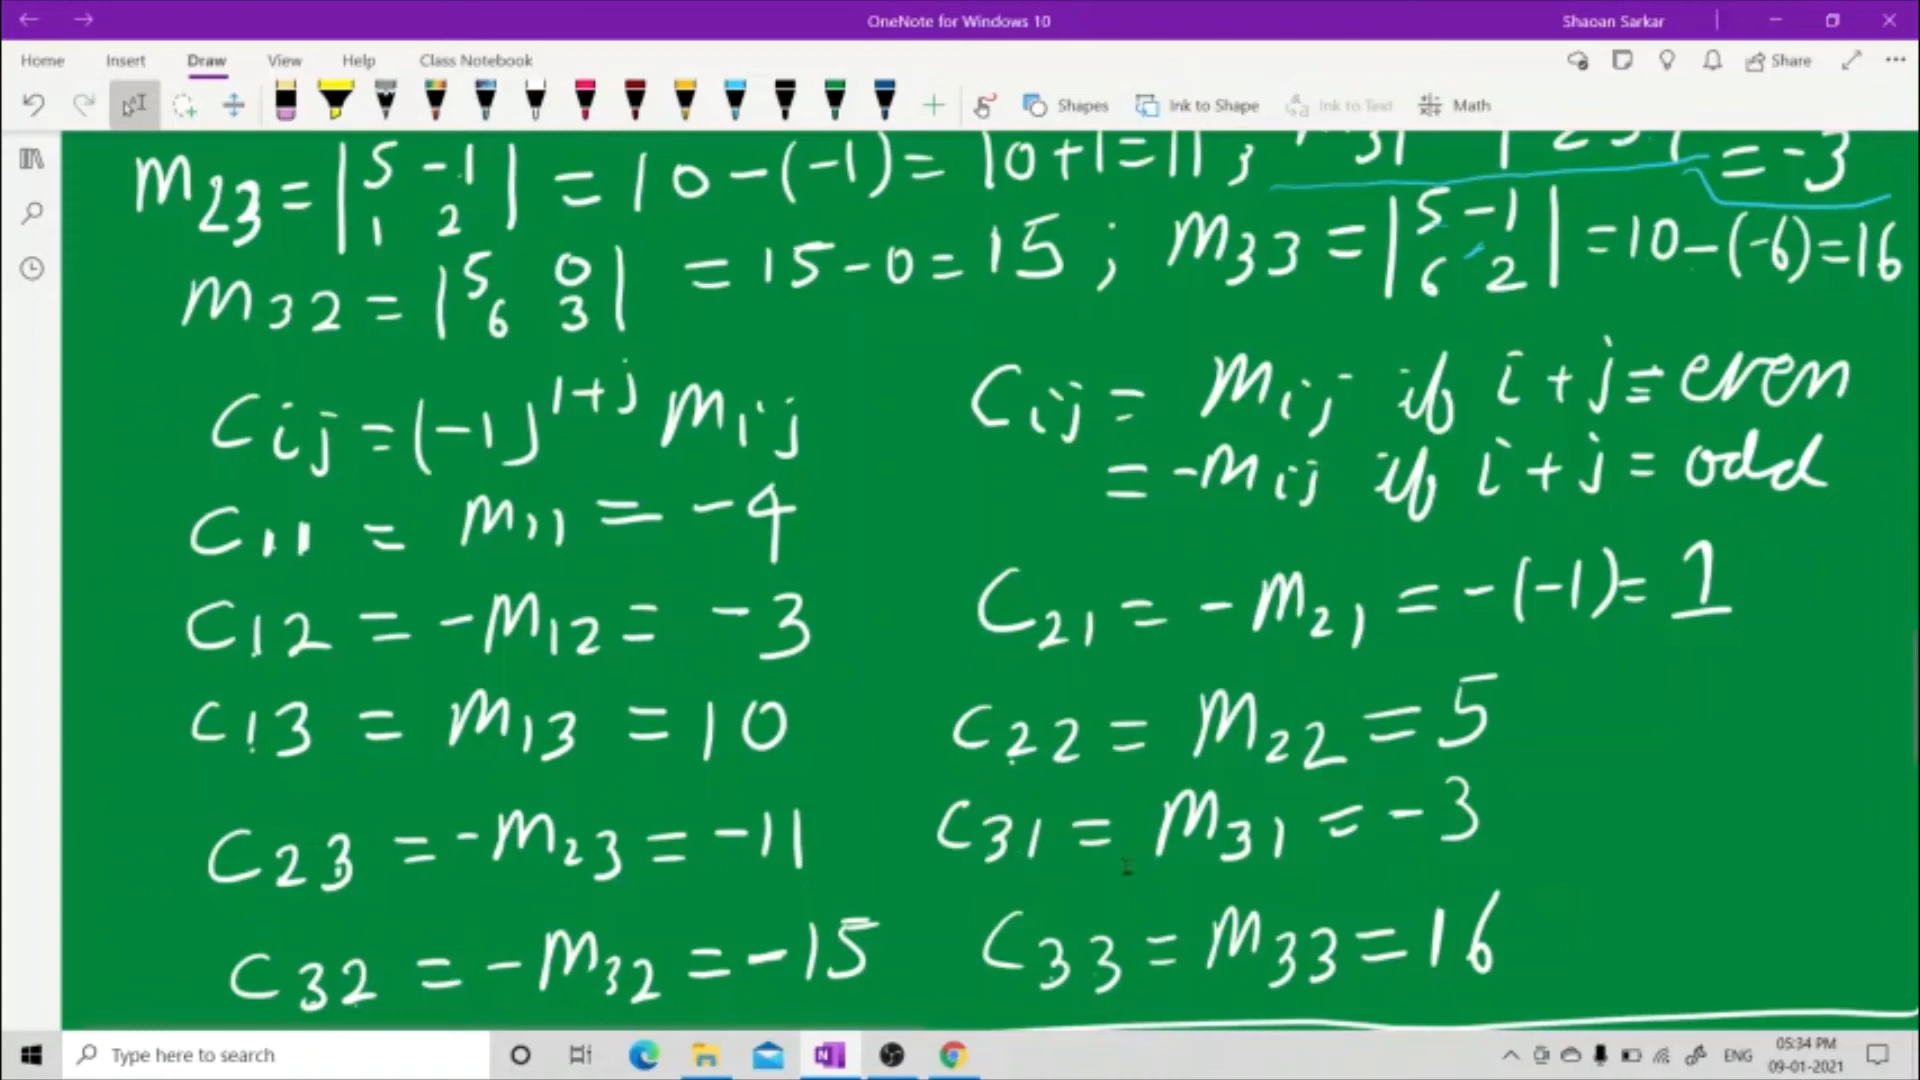 OneNote for Windows 10
Shaoan Sarkar
Home Insert Draw View Help Class Notebook
Share
Shapes Ink to Shape Ink to Text Math
M23 = |5 -1| = 10-(-1) = 10+1 = 11 ;
|1 2|
= -3
M32 = |5 0| = 15-0 = 15 ; M33 = |5 -1| = 10-(-6) = 16
|6 3| |6 2|
Cij = (-1)^i+j Mij
Cij = Mij if i+j = even
= -Mij if i+j = odd
C11 = M11 = -4
C12 = -M12 = -3
C21 = -M21 = -(-1) = 1
C13 = M13 = 10
C22 = M22 = 5
C23 = -M23 = -11
C31 = M31 = -3
C32 = -M32 = -15
C33 = M33 = 16
Type here to search
ENG
05:34 PM
09-01-2021